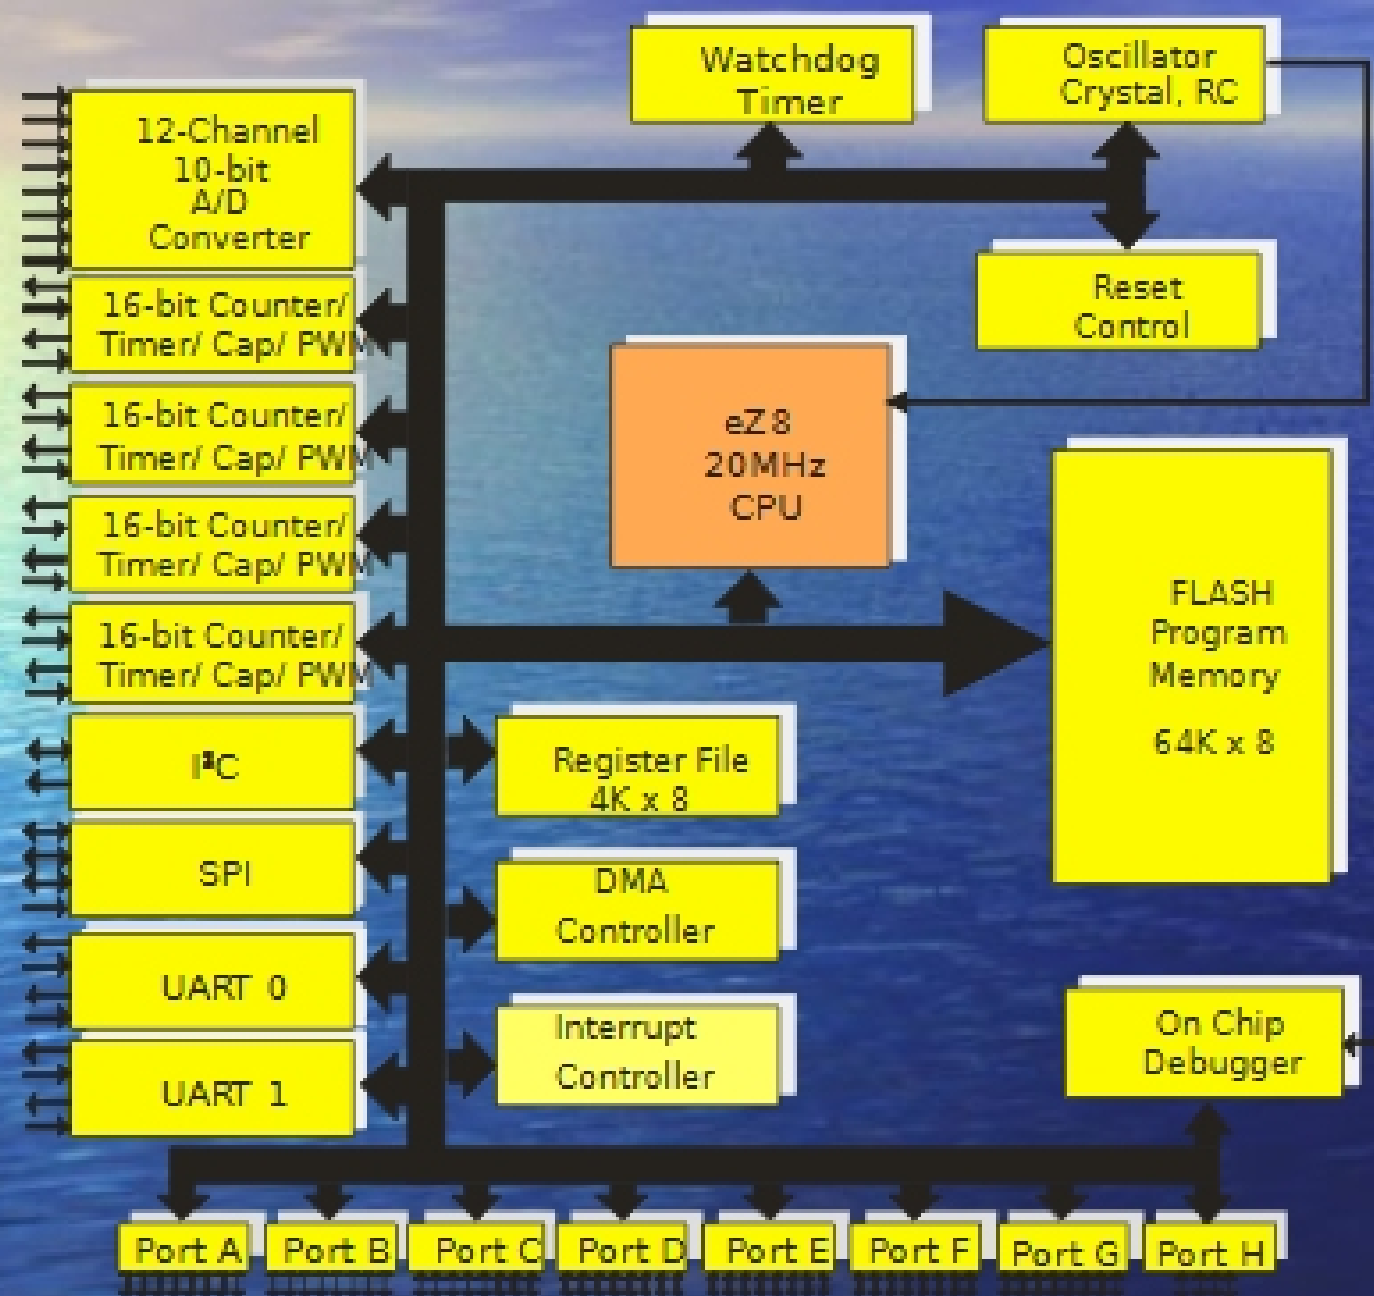 Watchdog
Timer
Oscillator
Crystal, RC
12-Channel
10-bit
A/D
Converter
Reset
Control
16-bit Counter/
Timer/ Cap/ PWM
16-bit Counter/
Timer/ Cap/ PWM
16-bit Counter/
Timer/ Cap/ PWM
16-bit Counter/
Timer/ Cap/ PWM
eZ8
20MHz
CPU
FLASH
Program
Memory
64K x 8
I²C
Register File
4K x 8
SPI
DMA
Controller
UART 0
Interrupt
Controller
UART 1
On Chip
Debugger
Port A
Port B
Port C
Port D
Port E
Port F
Port G
Port H